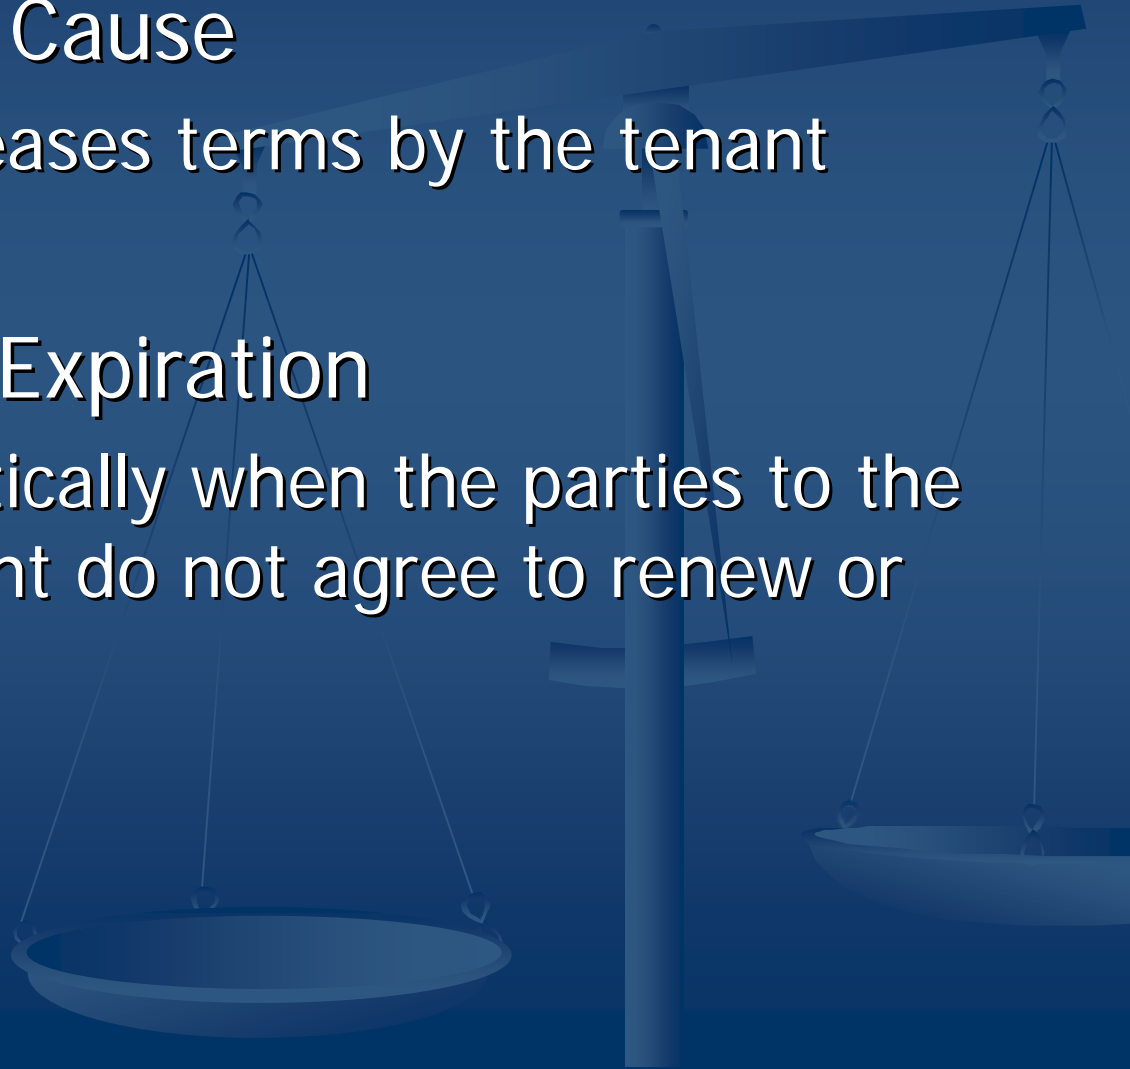 Cause
eases terms by the tenant
Expiration
tically when the parties to the
nt do not agree to renew or